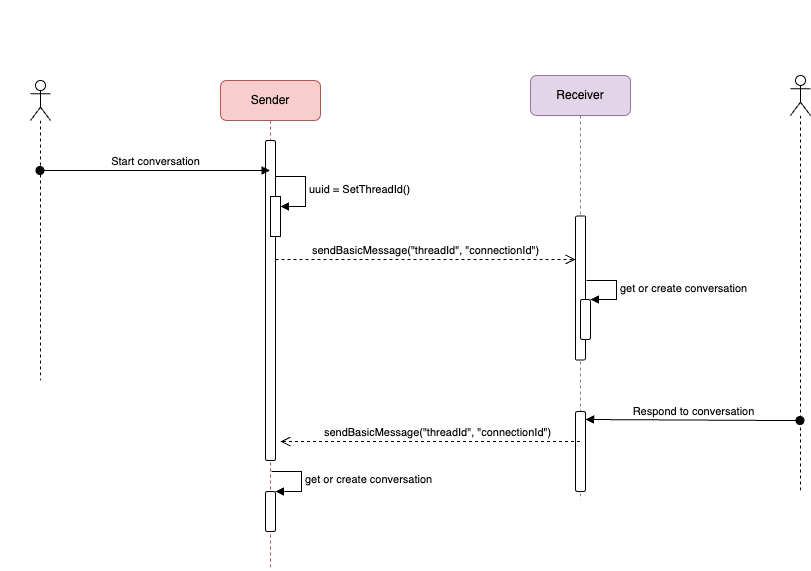 Sender
Receiver
Start conversation
uuid = SetThreadId()
sendBasicMessage("threadId", "connectionId")
get or create conversation
Respond to conversation
sendBasicMessage("threadId", "connectionId")
get or create conversation